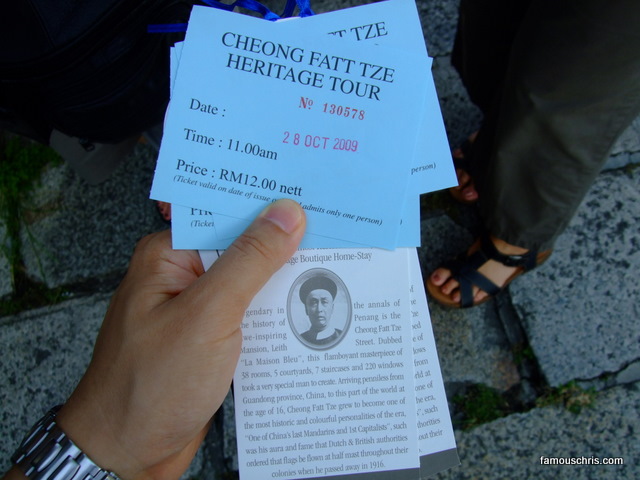 TT TZE
CHEONG FATT TZE
HERITAGE TOUR
Date :
Nº 130578
28 OCT 2009
Time : 11.00am
Price : RM12.00 nett
(Ticket valid on date of issue admits only one person)
person)
(Ticket
Boutique Home-Stay
the annals of
the history of Penang is the
Cheong Fatt Tze
Mansion, Leith Street. Dubbed
"La Maison Bleu", this flamboyant masterpiece of
38 rooms, 5 courtyards, 7 staircases and 220 windows
took a very special man to create. Arriving penniless from
Guandong province, China, to this part of the world at
the age of 16, Cheong Fatt Tze grew to become one of
the most historic and colourful personalities of the era,
"One of China's last Mandarins and 1st Capitalists", such
was his aura and fame that Dutch & British authorities
ordered that flags be flown at half mast throughout their
colonies when he passed away in 1916.
famouschris.com